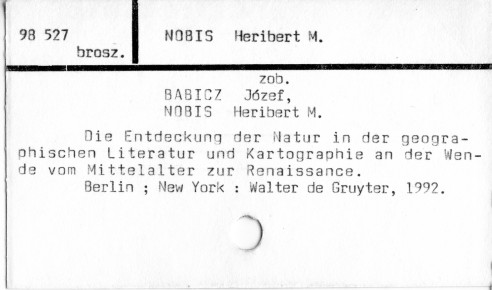 98 527 NOBIS Heribert M.
brosz.
zob.
BABICZ Józef,
NOBIS Heribert M.
Die Entdeckung der Natur in der geogra-
phischen Literatur und Kartographie an der Wen-
de vom Mittelalter zur Renaissance.
Berlin ; New York : Walter de Gruyter, 1992.